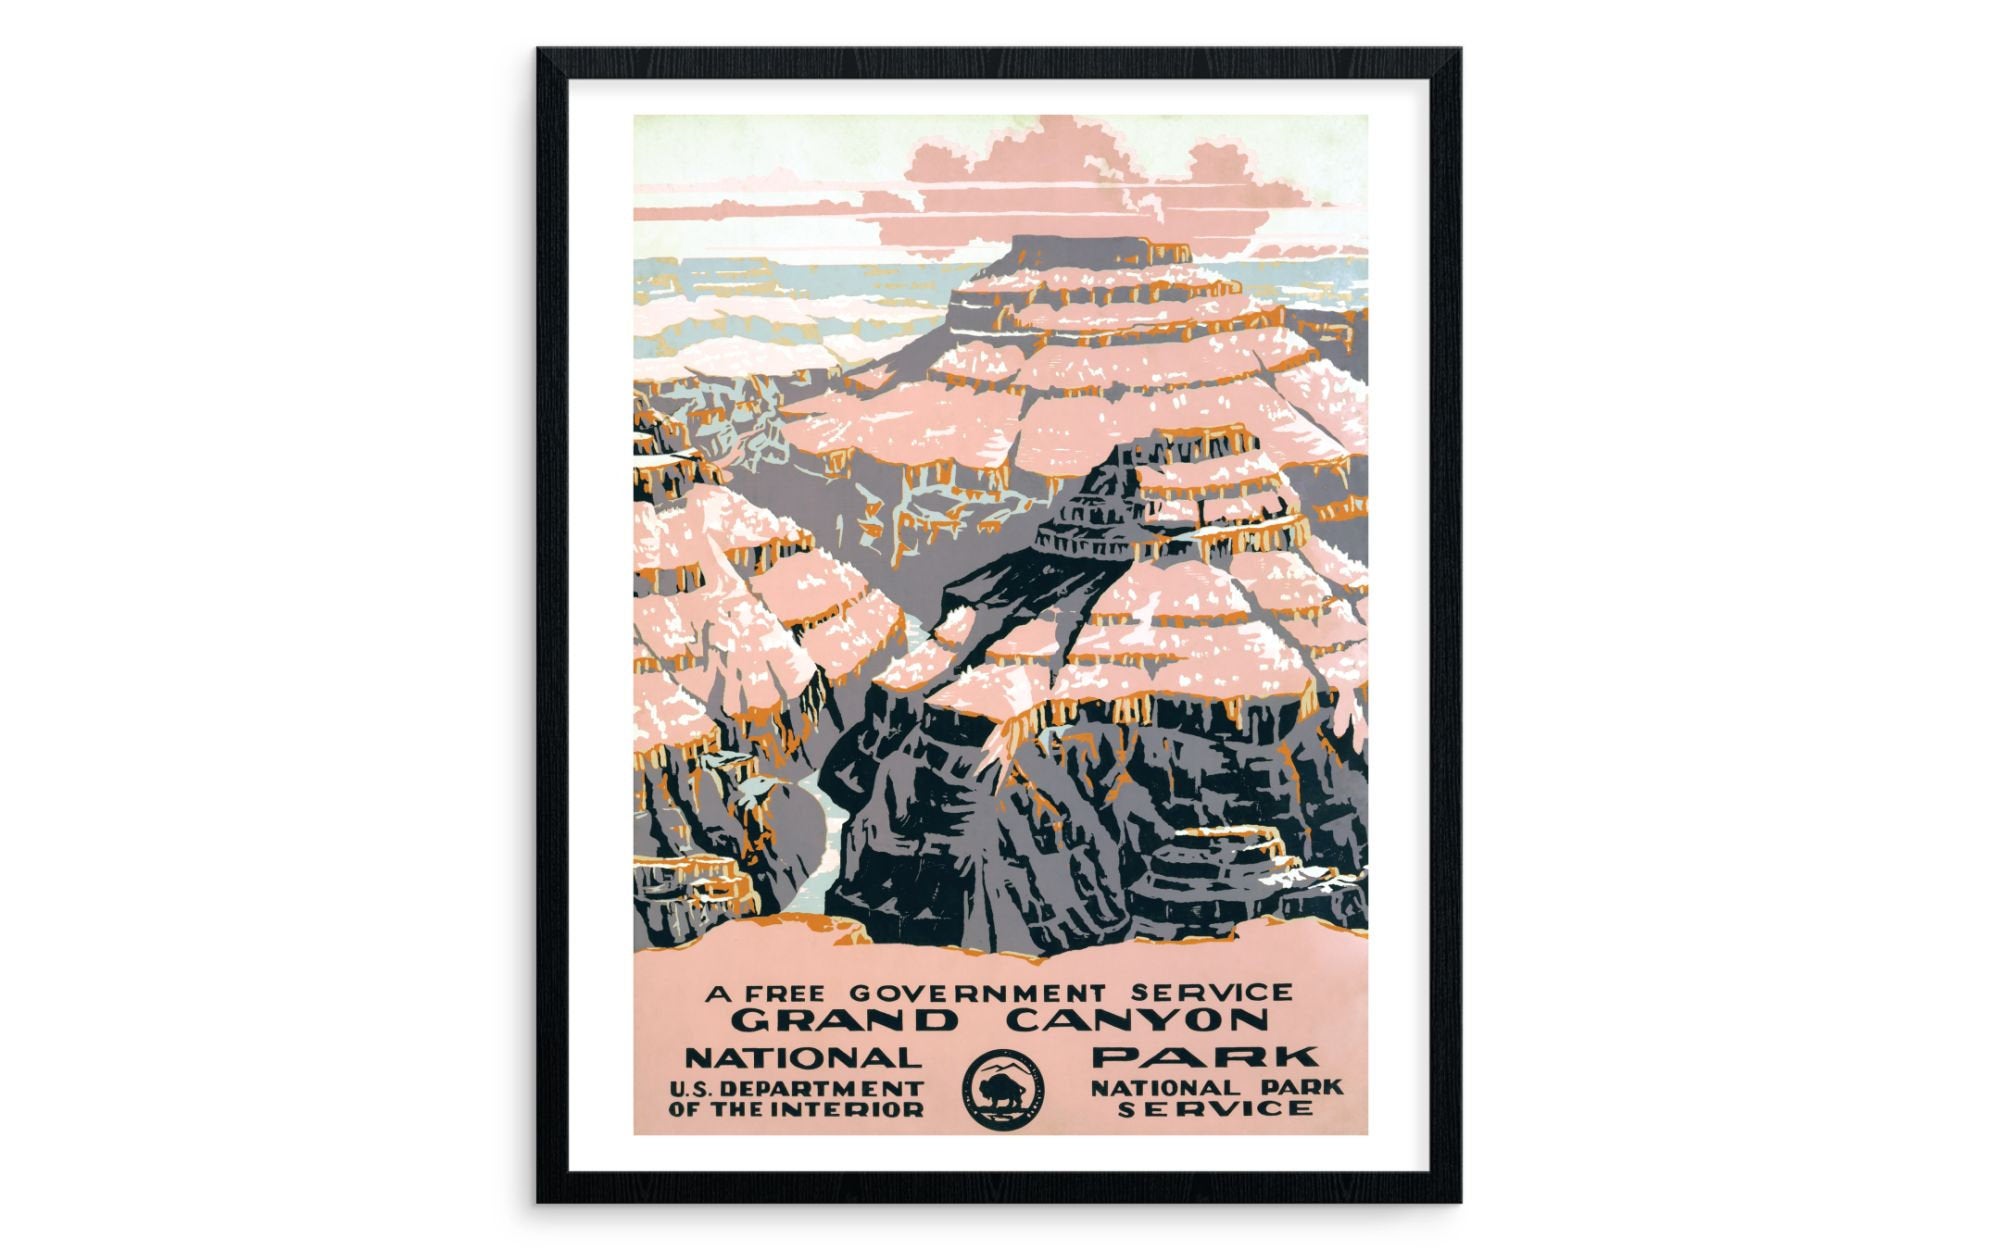 A FREE GOVERNMENT SERVICE
GRAND CANYON
NATIONAL PARK
U.S. DEPARTMENT
OF THE INTERIOR
NATIONAL PARK
SERVICE